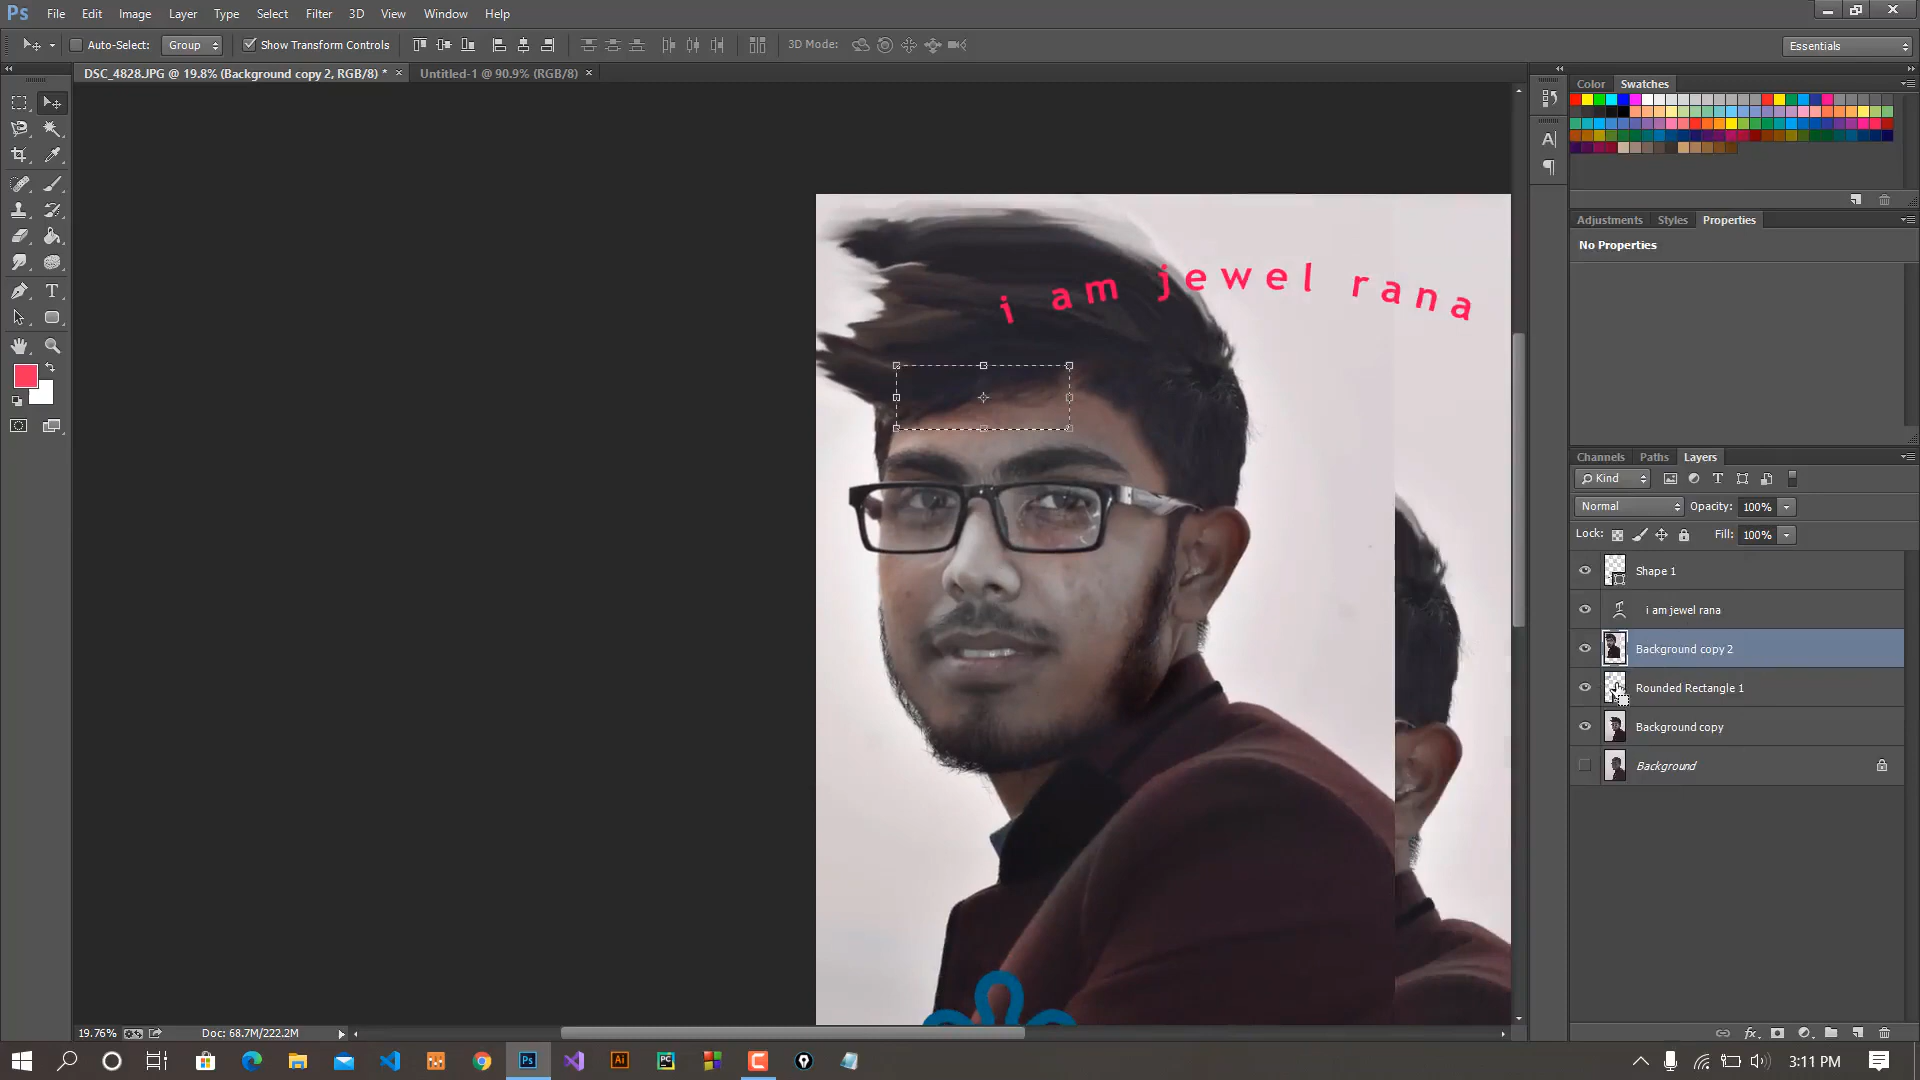 Ps File Edit Image Layer Type Select Filter 3D View Window Help
Auto-Select: Group Show Transform Controls 3D Mode: Essentials
DSC_4828.JPG @ 19.8% (Background copy 2, RGB/8) * × Untitled-1 @ 90.9% (RGB/8) ×
Color Swatches
Adjustments Styles Properties
No Properties
i am jewel rana
Channels Paths Layers
Kind
Normal Opacity: 100%
Lock: Fill: 100%
Shape 1
i am jewel rana
Background copy 2
Rounded Rectangle 1
Background copy
Background
19.76% Doc: 68.7M/222.2M
3:11 PM